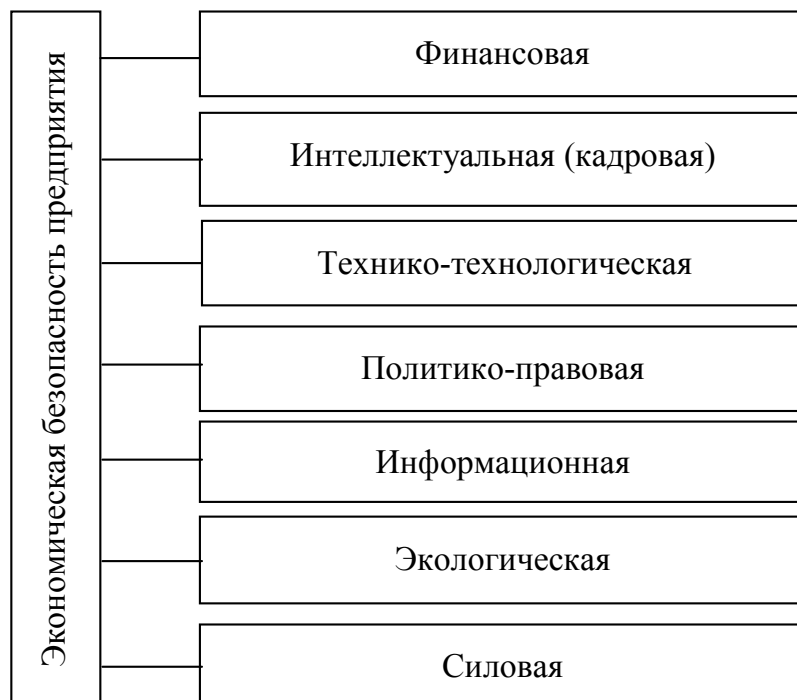 Экономическая безопасность предприятия
Финансовая
Интеллектуальная (кадровая)
Технико-технологическая
Политико-правовая
Информационная
Экологическая
Силовая